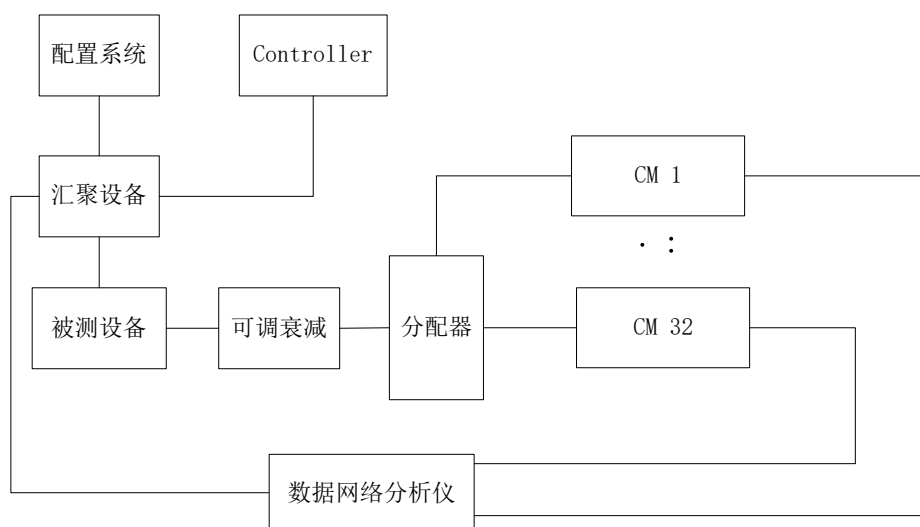 配置系统
Controller
汇聚设备
CM 1
被测设备
可调衰减
分配器
CM 32
数据网络分析仪